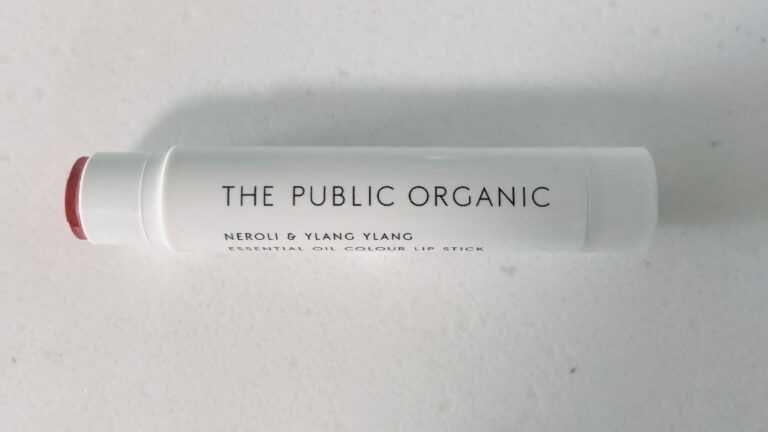 THE PUBLIC ORGANIC
NEROLI & YLANG YLANG
ESSENTIAL OIL COLOUR LIP STICK